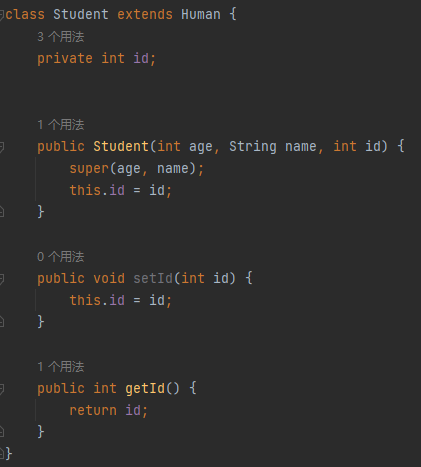 class Student extends Human {
3 个用法
private int id;
1 个用法
public Student(int age, String name, int id) {
super(age, name);
this.id = id;
}
0 个用法
public void setId(int id) {
this.id = id;
}
1 个用法
public int getId() {
return id;
}
}